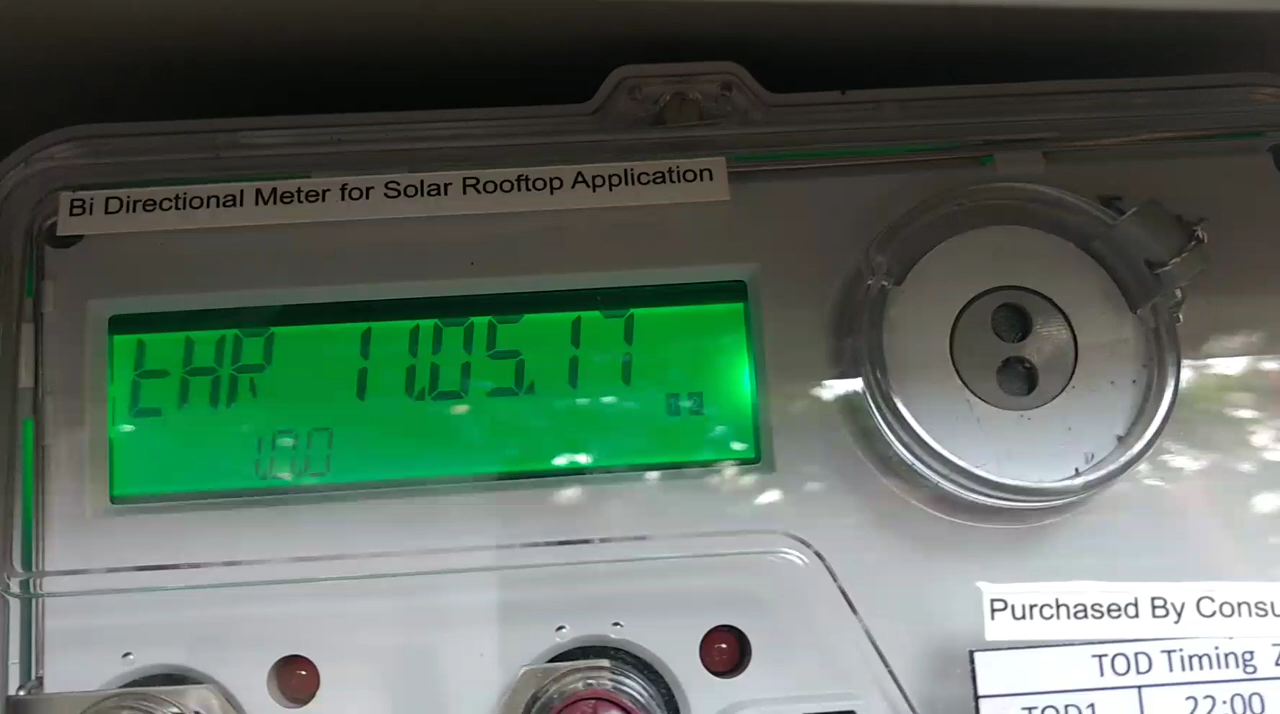 Bi Directional Meter for Solar Rooftop Application
tHR 11.05.17
1.0.0
Purchased By Consu
TOD Timing Z
TOD1 22:00